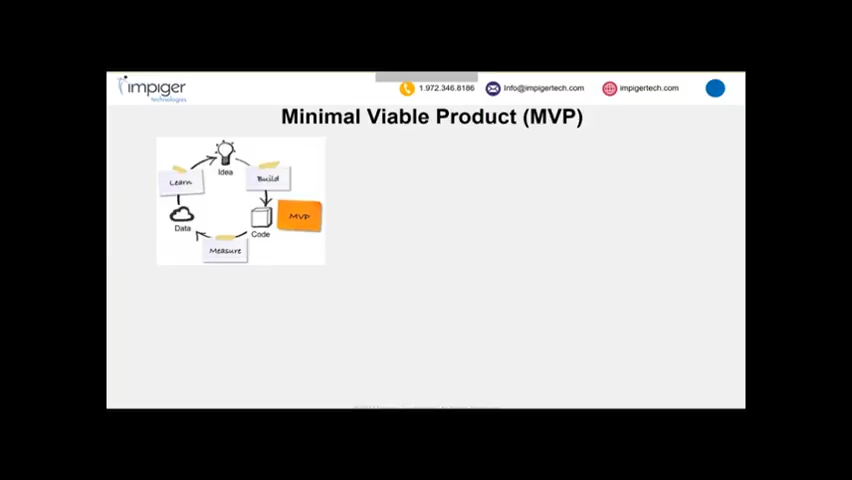 impiger
technologies
1.972.346.8186
Info@impigertech.com
impigertech.com
Minimal Viable Product (MVP)
Idea
Learn
Build
MVP
Data
Code
Measure